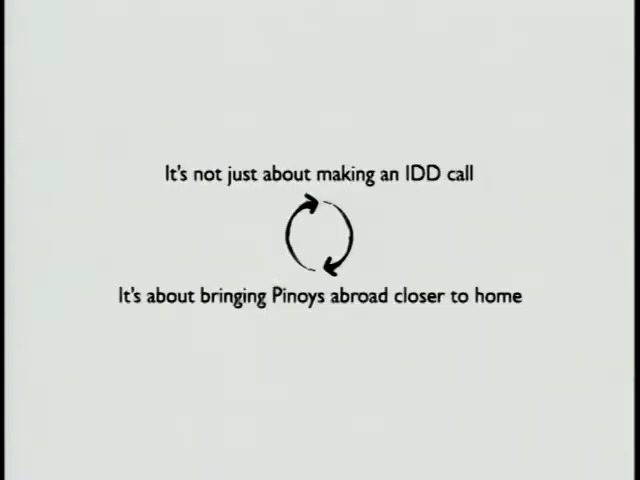 It's not just about making an IDD call
It's about bringing Pinoys abroad closer to home